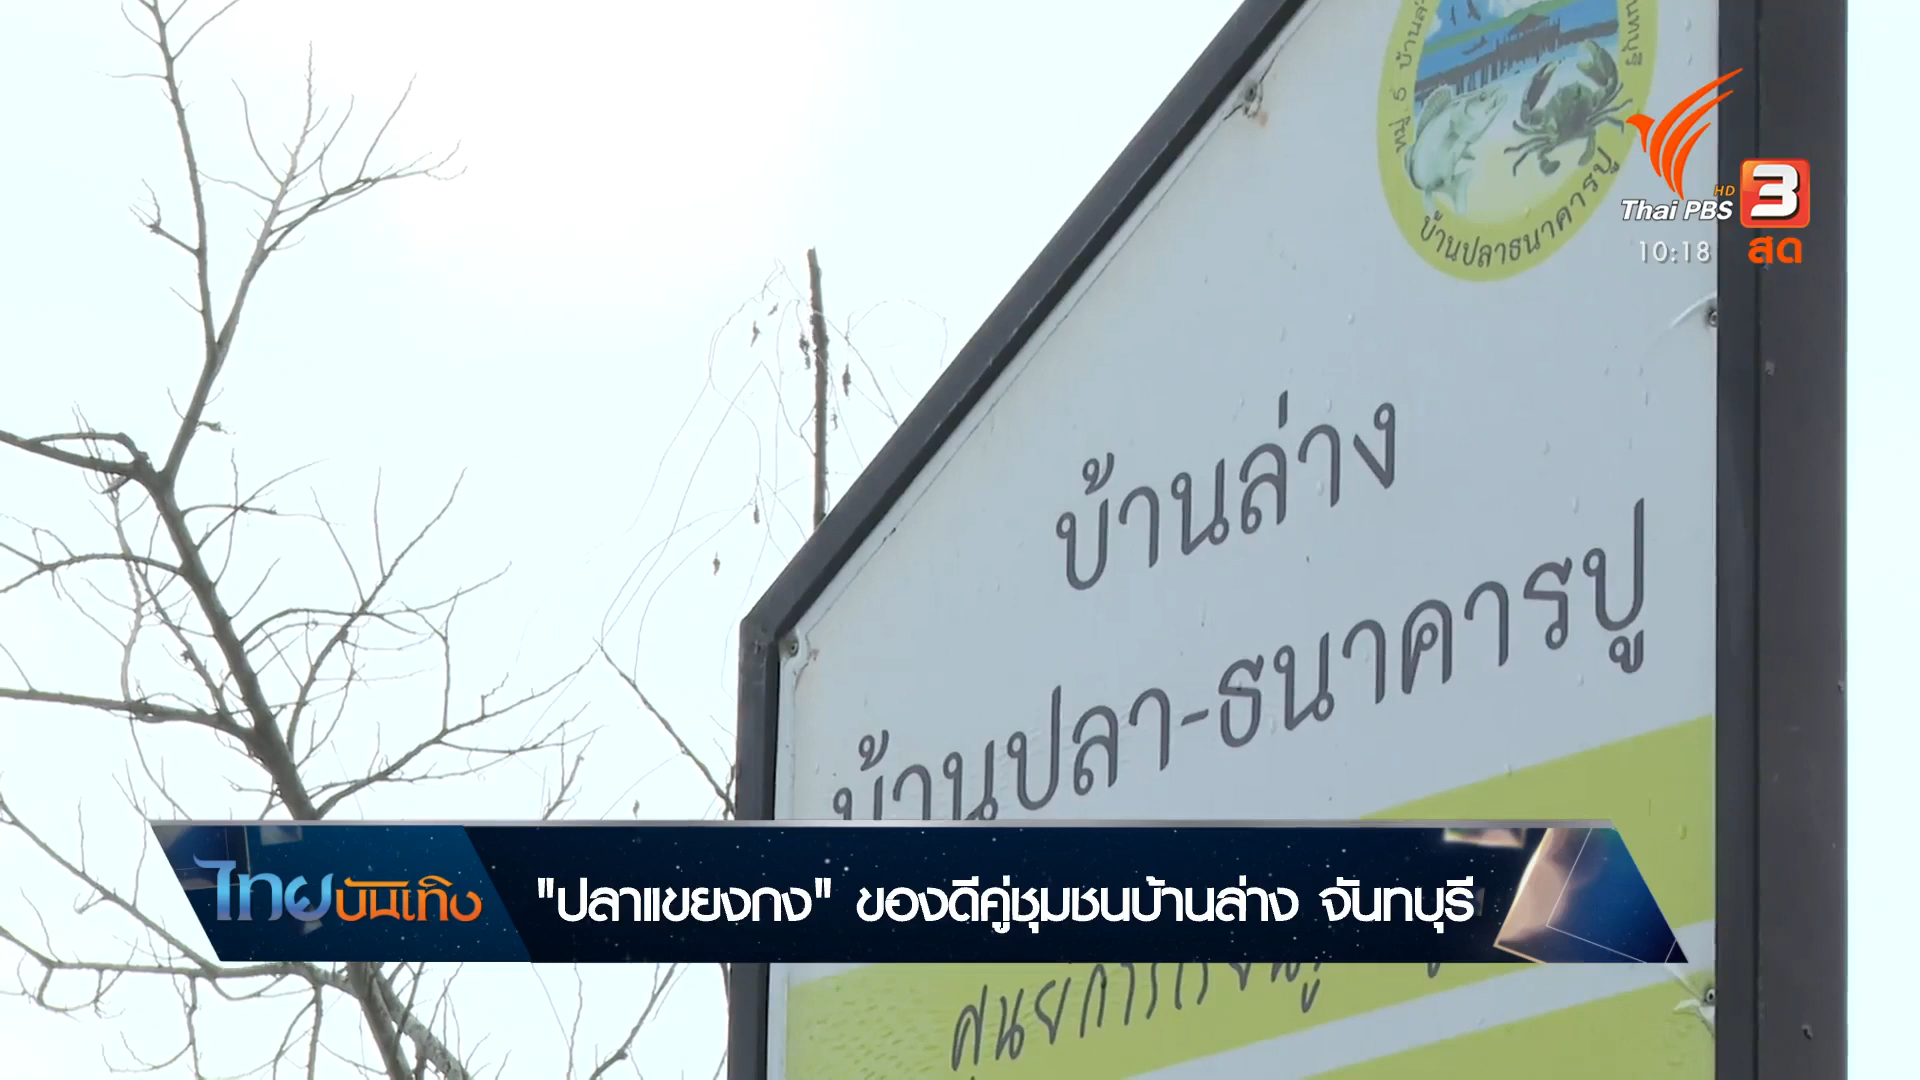 หมู่ 5
บ้านปลาธนาคารปู
Thai PBS HD 3
10:18 สด
บ้านล่าง
บ้านปลา-ธนาคารปู
ไทยบันเทิง
"ปลาแขยงกง" ของดีคู่ชุมชนบ้านล่าง จันทบุรี